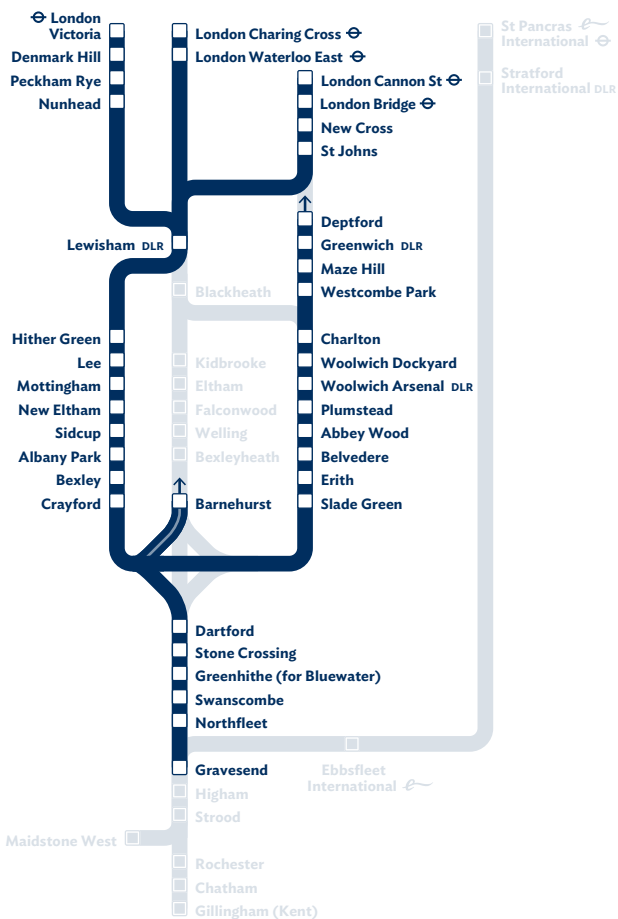 London
Victoria
Denmark Hill
Peckham Rye
Nunhead
London Charing Cross
London Waterloo East
London Cannon St
London Bridge
New Cross
St Johns
St Pancras
International
Stratford
International DLR
Lewisham DLR
Deptford
Greenwich DLR
Maze Hill
Westcombe Park
Blackheath
Hither Green
Lee
Mottingham
New Eltham
Sidcup
Albany Park
Bexley
Crayford
Kidbrooke
Eltham
Falconwood
Welling
Bexleyheath
Barnehurst
Charlton
Woolwich Dockyard
Woolwich Arsenal DLR
Plumstead
Abbey Wood
Belvedere
Erith
Slade Green
Dartford
Stone Crossing
Greenhithe (for Bluewater)
Swanscombe
Northfleet
Gravesend
Ebbsfleet
International
Higham
Strood
Maidstone West
Rochester
Chatham
Gillingham (Kent)